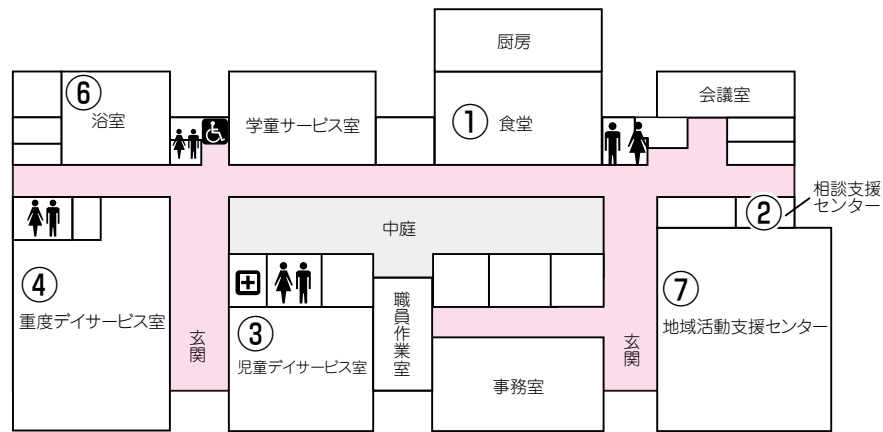 厨房
⑥
浴室
学童サービス室
①
食堂
会議室
相談支援
センター
②
中庭
④
重度デイサービス室
玄関
③
児童デイサービス室
職員作業室
事務室
玄関
⑦
地域活動支援センター